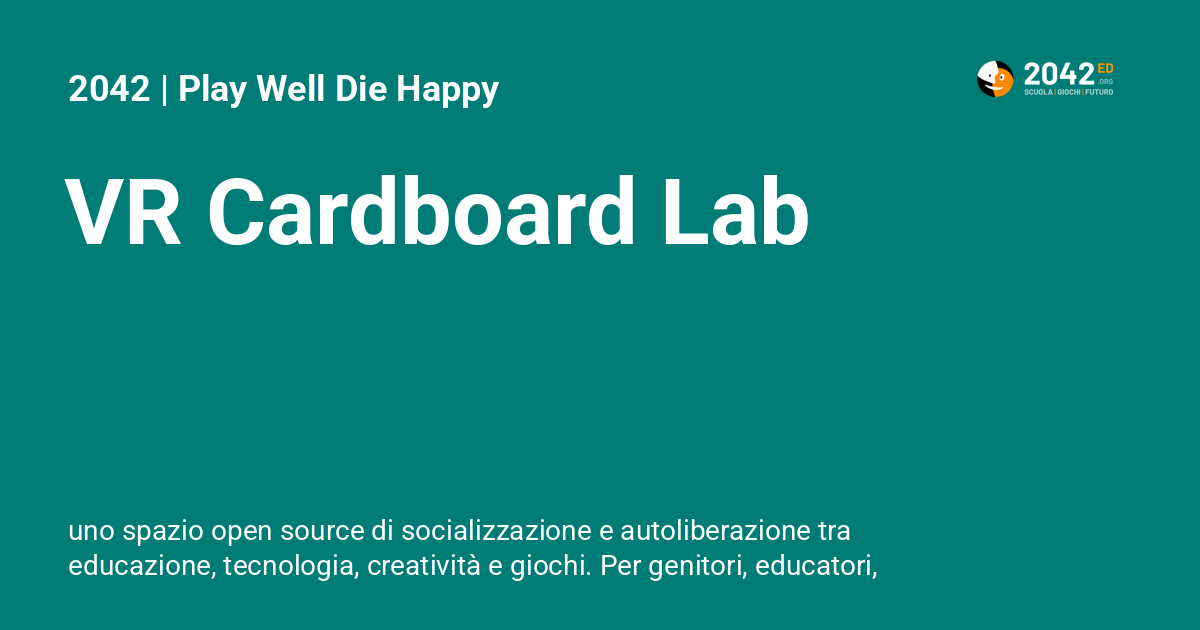 2042 | Play Well Die Happy
2042 ED
.ORG
SCUOLA | GIOCHI | FUTURO
VR Cardboard Lab
uno spazio open source di socializzazione e autoliberazione tra
educazione, tecnologia, creatività e giochi. Per genitori, educatori,